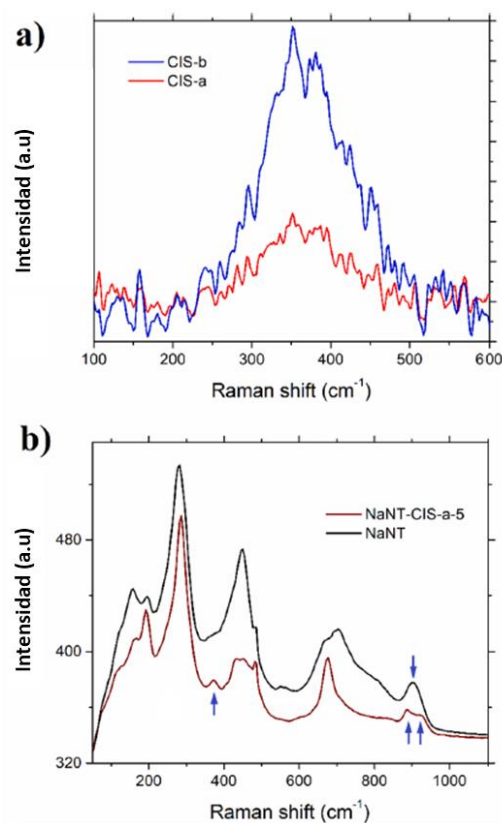 a)
CIS-b
CIS-a
Intensidad (a.u)
100 200 300 400 500 600
Raman shift (cm⁻¹)
b)
NaNT-CIS-a-5
NaNT
Intensidad (a.u)
480
400
320
200 400 600 800 1000
Raman shift (cm⁻¹)